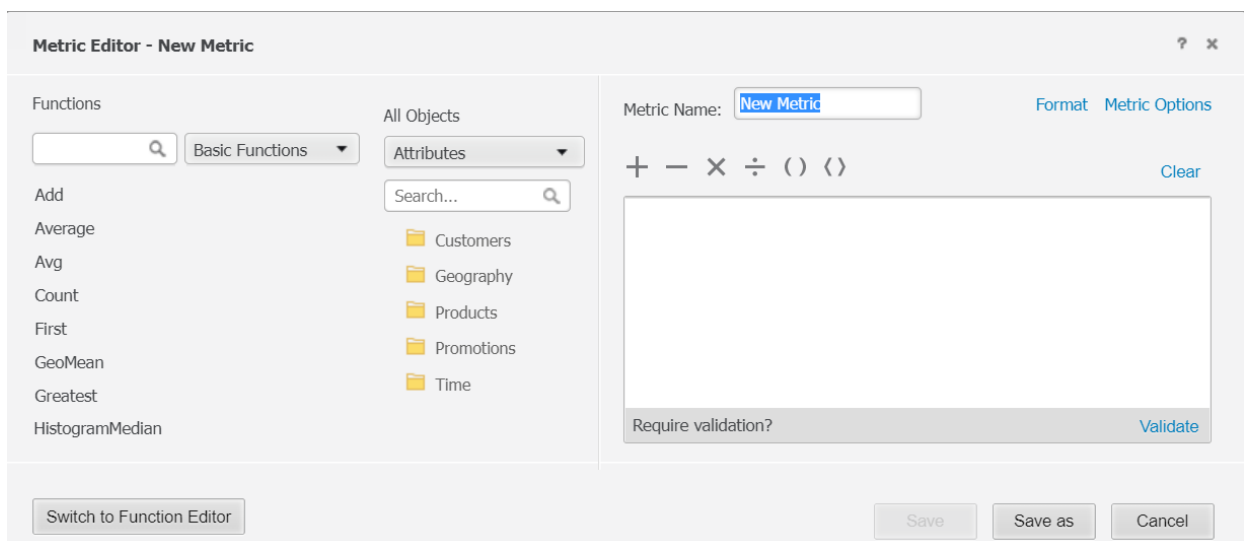 Metric Editor - New Metric
? ×
Functions
Basic Functions
Add
Average
Avg
Count
First
GeoMean
Greatest
HistogramMedian
All Objects
Attributes
Search...
Customers
Geography
Products
Promotions
Time
Metric Name: New Metric
Format Metric Options
+ − × ÷ () <>
Clear
Require validation? Validate
Switch to Function Editor
Save Save as Cancel